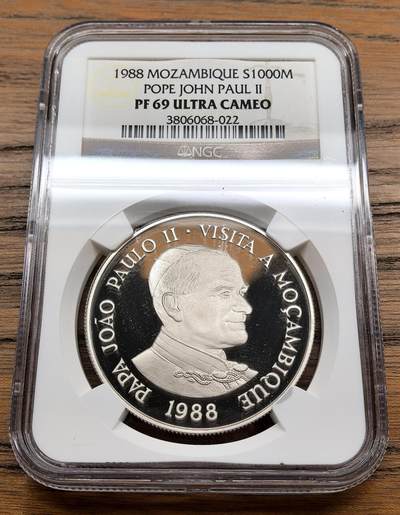 1988 MOZAMBIQUE S1000M
POPE JOHN PAUL II
PF 69 ULTRA CAMEO
3806068-022
NGC
PAPA JOÃO PAULO II · VISITA A MOÇAMBIQUE
1988